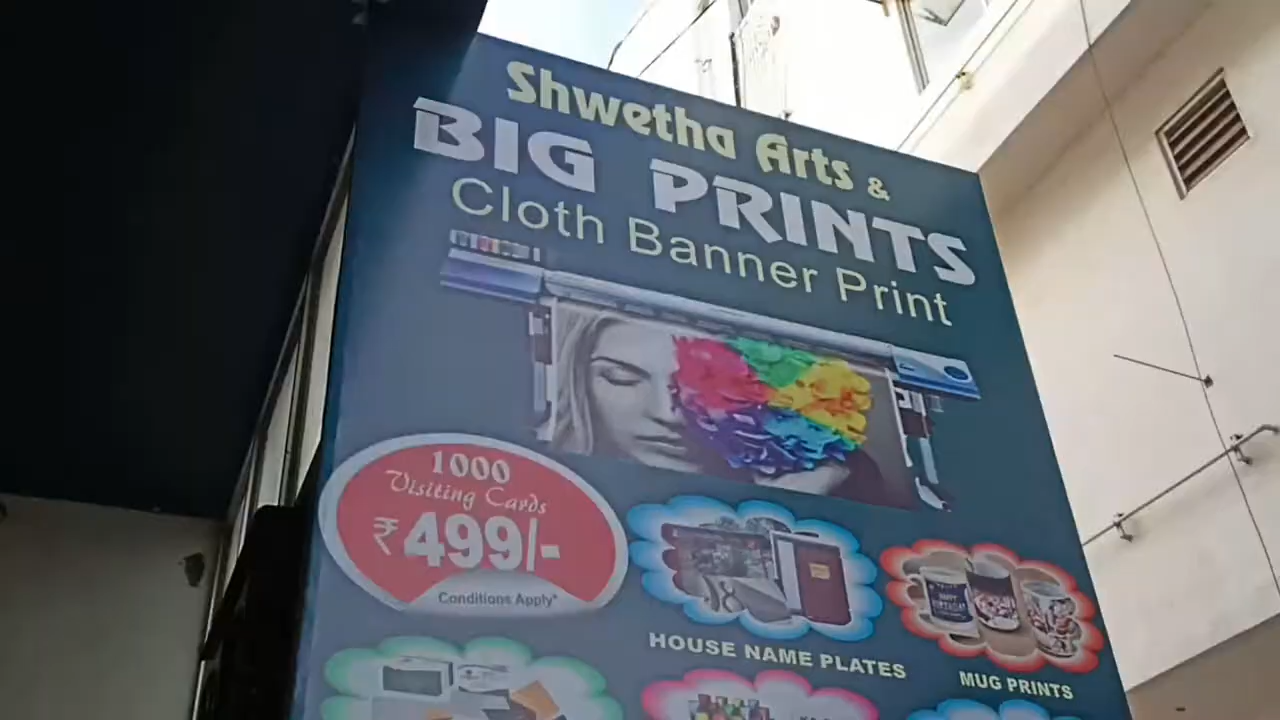 Shwetha Arts &
BIG PRINTS
Cloth Banner Print
1000
Visiting Cards
₹499/-
Conditions Apply*
HOUSE NAME PLATES
MUG PRINTS